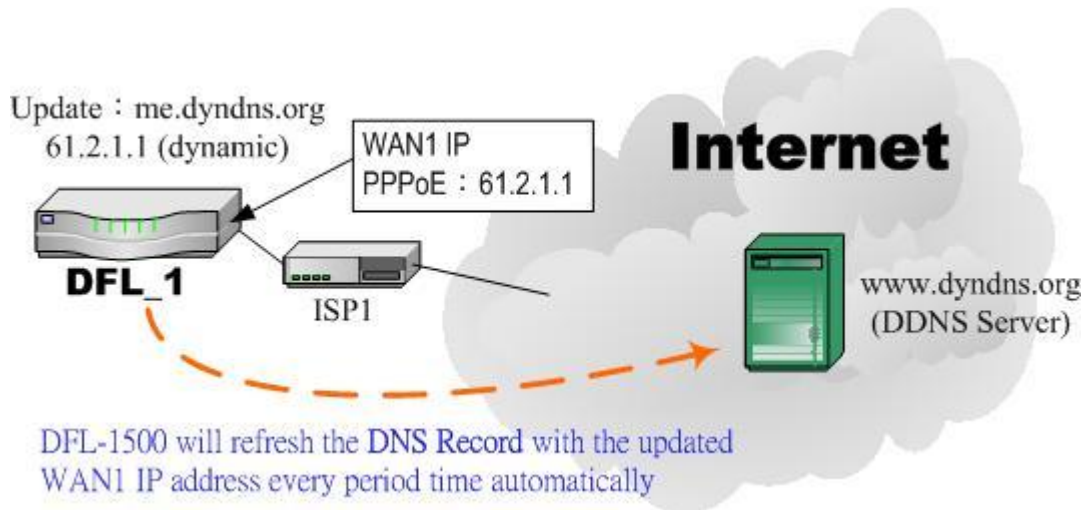 Update：me.dyndns.org
61.2.1.1 (dynamic)
WAN1 IP
PPPoE：61.2.1.1
Internet
DFL_1
ISP1
www.dyndns.org
(DDNS Server)
DFL-1500 will refresh the DNS Record with the updated
WAN1 IP address every period time automatically